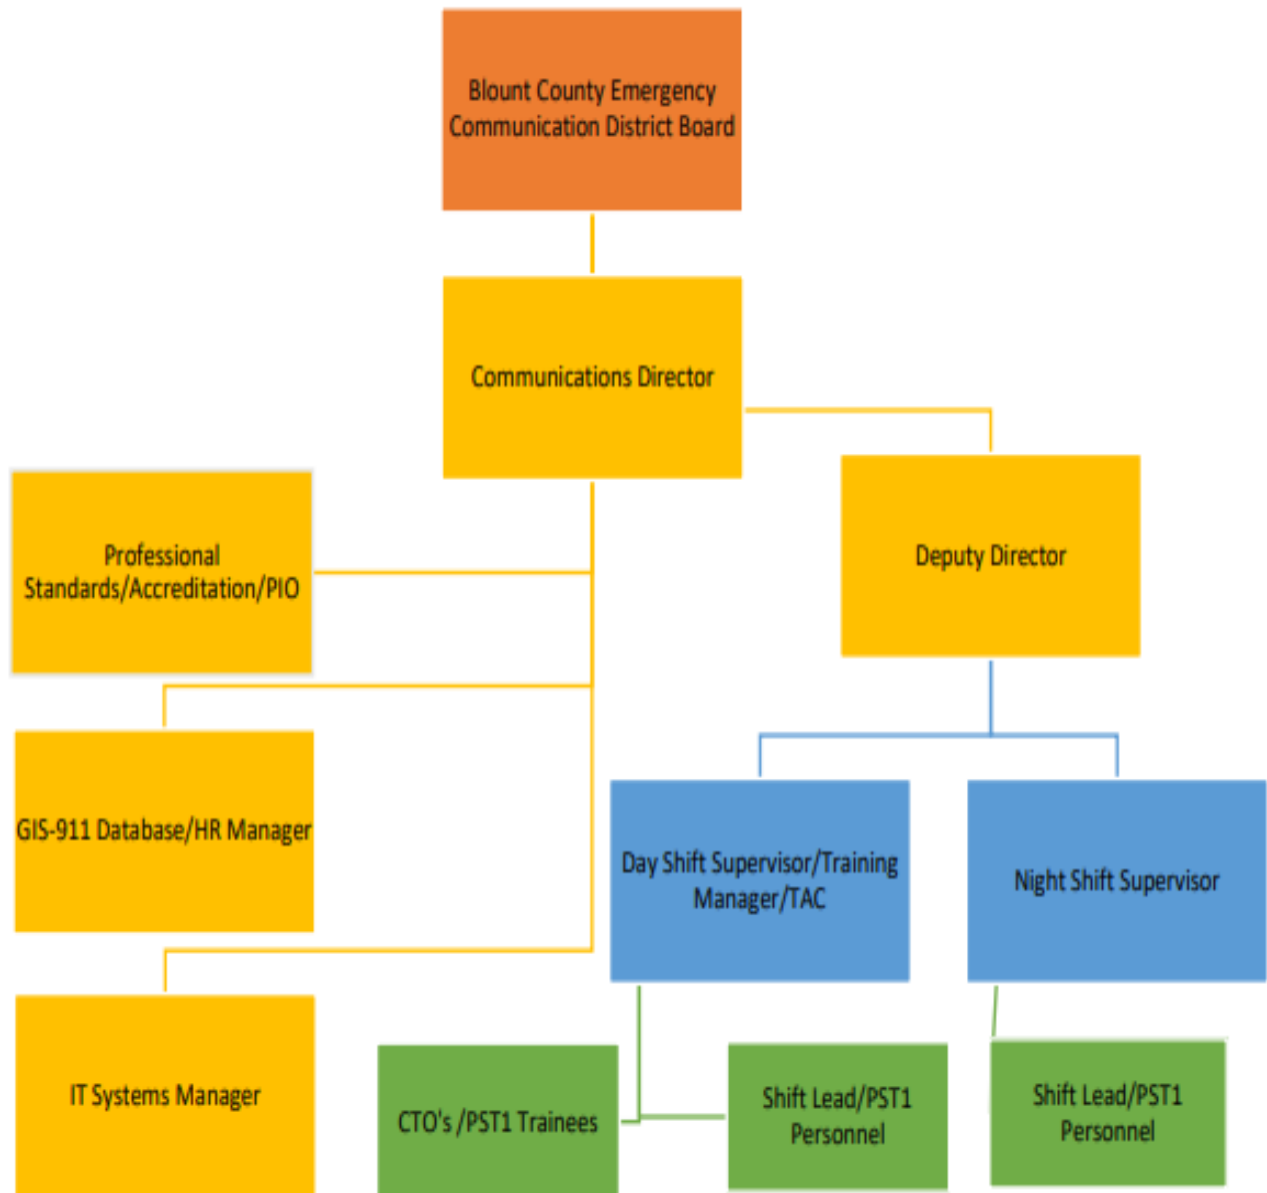 Blount County Emergency
Communication District Board
Communications Director
Professional
Standards/Accreditation/PIO
Deputy Director
GIS-911 Database/HR Manager
Day Shift Supervisor/Training
Manager/TAC
Night Shift Supervisor
IT Systems Manager
CTO's /PST1 Trainees
Shift Lead/PST1
Personnel
Shift Lead/PST1
Personnel